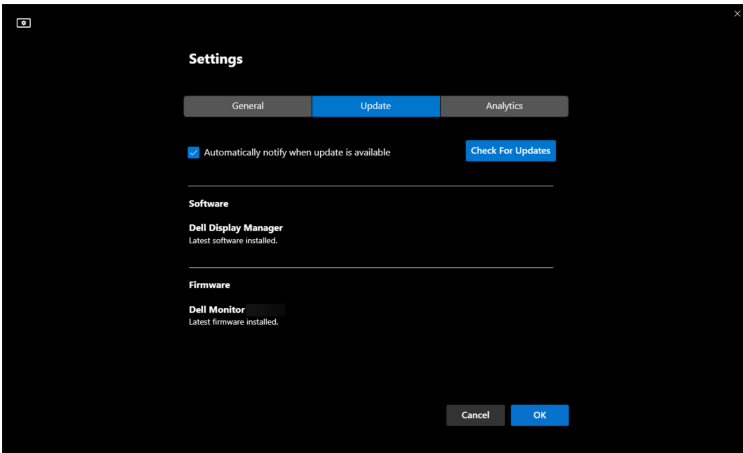 Settings
General
Update
Analytics
Automatically notify when update is available
Check For Updates
Software
Dell Display Manager
Latest software installed.
Firmware
Dell Monitor
Latest firmware installed.
Cancel
OK